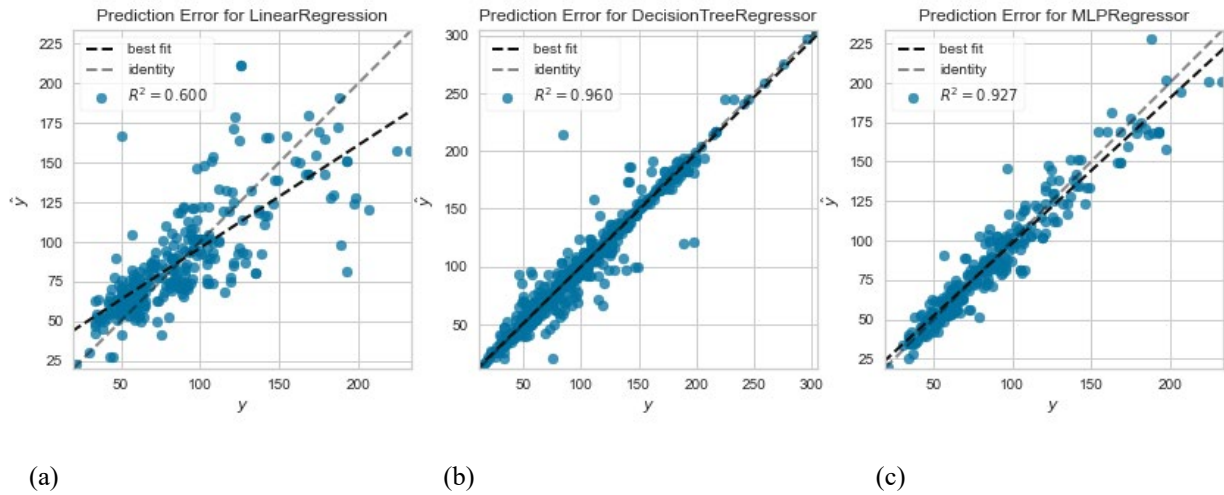 Prediction Error for LinearRegression
225
200
175
150
125
100
75
50
25
ŷ
best fit
identity
R² = 0.600
50 100 150 200
y
Prediction Error for DecisionTreeRegressor
300
250
200
150
100
50
ŷ
best fit
identity
R² = 0.960
50 100 150 200 250 300
y
Prediction Error for MLPRegressor
225
200
175
150
125
100
75
50
25
ŷ
best fit
identity
R² = 0.927
50 100 150 200
y
(a) (b) (c)